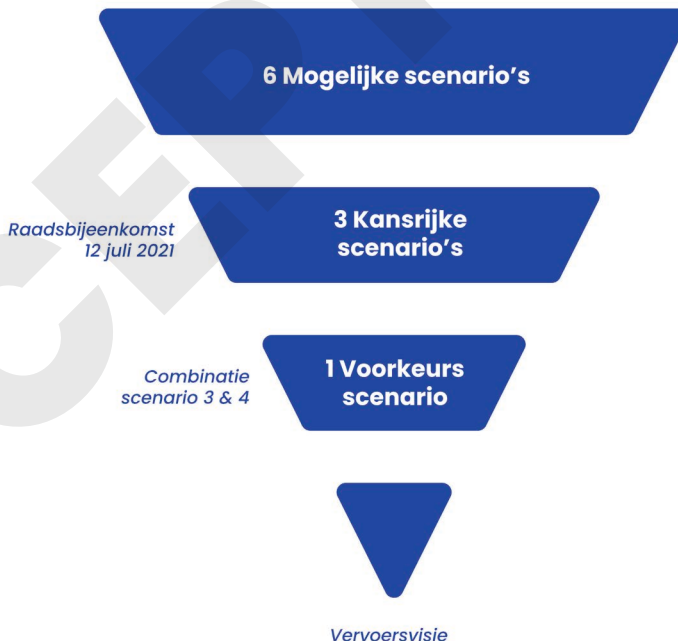 6 Mogelijke scenario's
Raadsbijeenkomst
12 juli 2021
3 Kansrijke
scenario's
Combinatie
scenario 3 & 4
1 Voorkeurs
scenario
Vervoersvisie